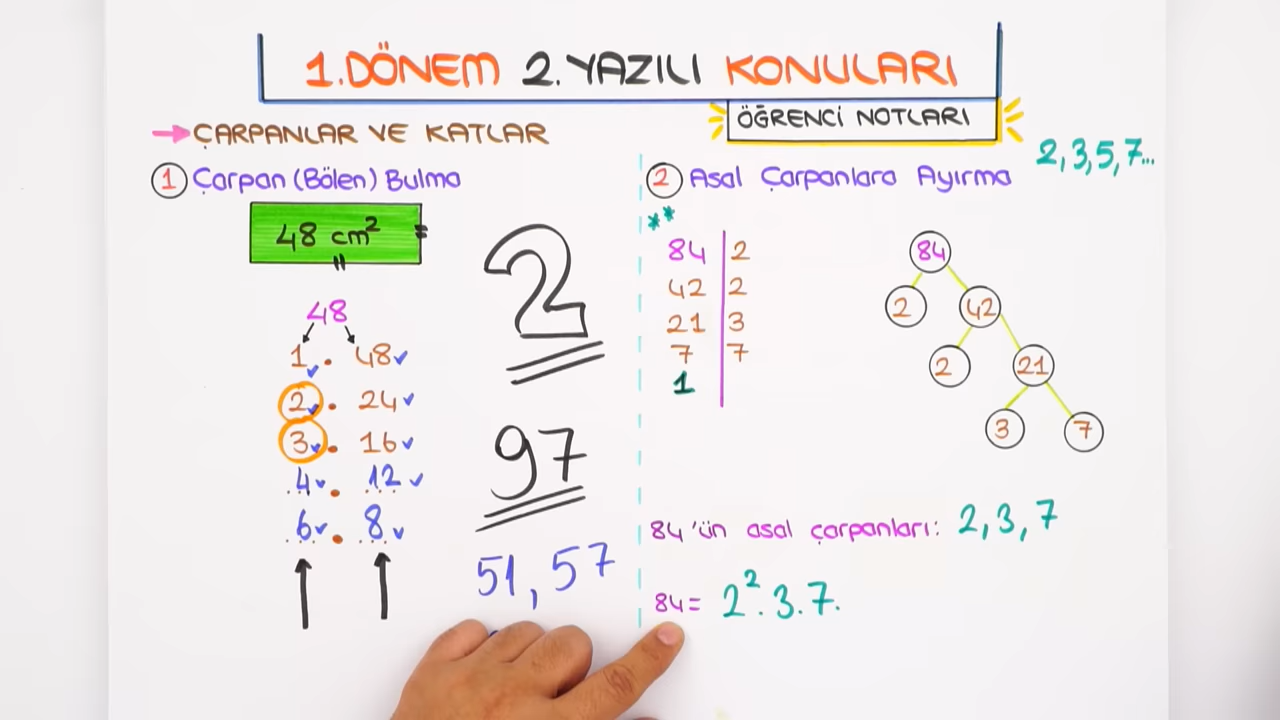 1.DÖNEM 2.YAZILI KONULARI
ÖĞRENCİ NOTLARI
→ ÇARPANLAR VE KATLAR
1 Çarpan (Bölen) Bulma
48 cm² =
=
48
1 . 48
2 . 24
3 . 16
4 . 12
6 . 8
2
97
51, 57
2 Asal Çarpanlara Ayırma
2, 3, 5, 7...
**
84 | 2
42 | 2
21 | 3
7 | 7
1
84
2 42
2 21
3 7
84'ün asal çarpanları: 2, 3, 7
84 = 2² . 3 . 7.